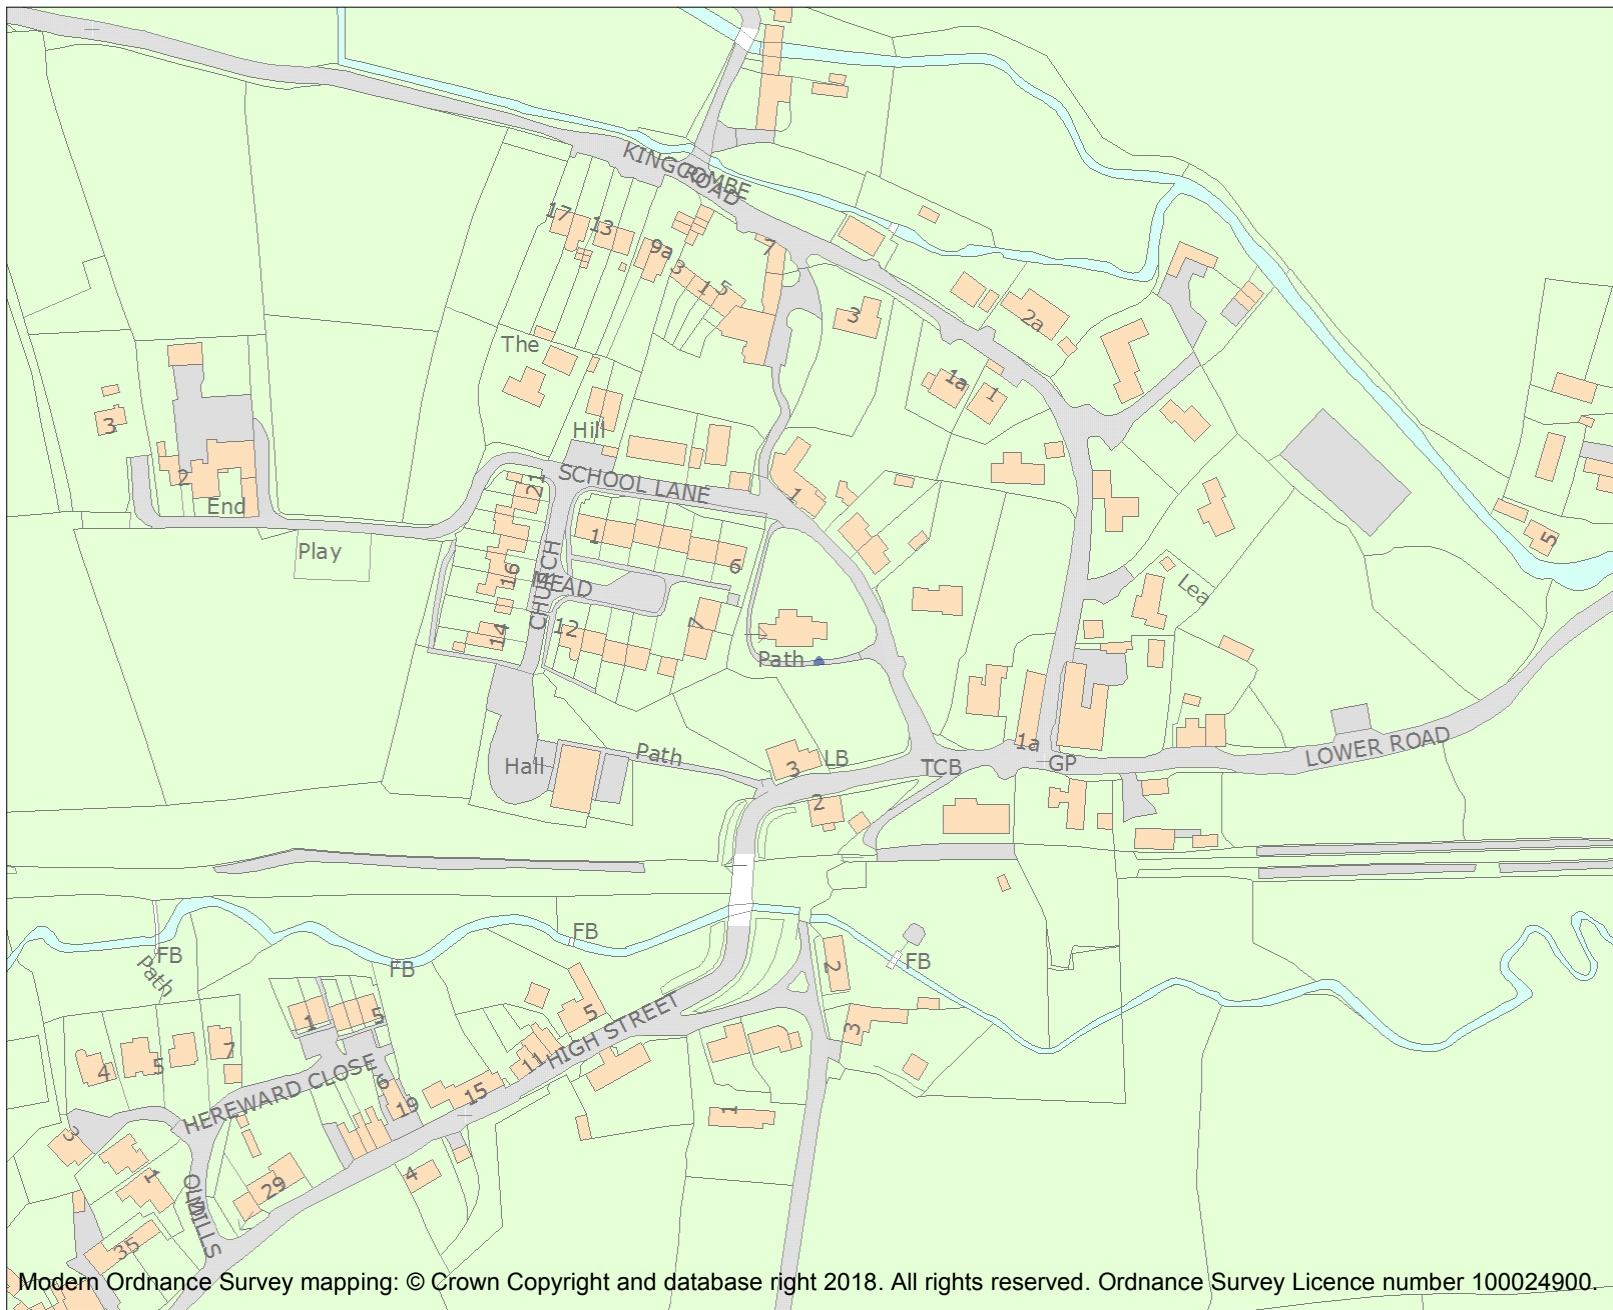 KINGCOMBE
ROAD
17
13
9a
7
3
1
5
3
2a
The
1a
1
3
Hill
2
21
SCHOOL LANE
1
End
Play
1
6
5
16
CHURCH
MEAD
Lea
12
7
14
Path
1a
LOWER ROAD
Hall
Path
3
LB
TCB
GP
2
FB
FB
FB
FB
Path
2
5
1
5
3
HIGH STREET
7
5
4
11
HEREWARD CLOSE
6
15
19
1
3
1
4
29
OLD
MILLS
35
Modern Ordnance Survey mapping: © Crown Copyright and database right 2018. All rights reserved. Ordnance Survey Licence number 100024900.